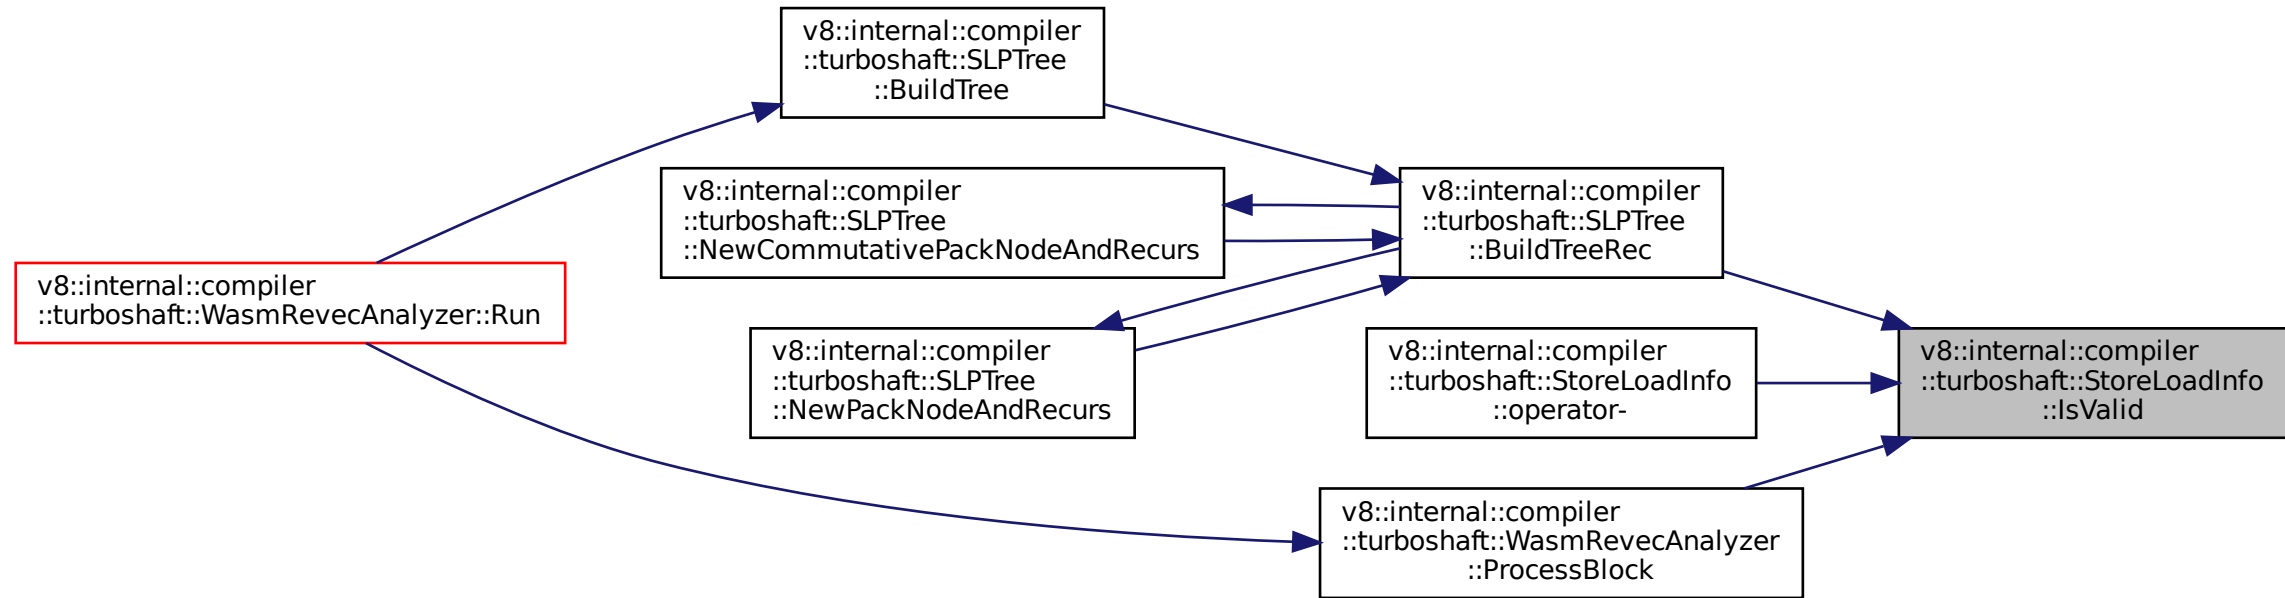 v8::internal::compiler
::turboshaft::SLPTree
::BuildTree
v8::internal::compiler
::turboshaft::SLPTree
::NewCommutativePackNodeAndRecurs
v8::internal::compiler
::turboshaft::SLPTree
::BuildTreeRec
v8::internal::compiler
::turboshaft::WasmRevecAnalyzer::Run
v8::internal::compiler
::turboshaft::SLPTree
::NewPackNodeAndRecurs
v8::internal::compiler
::turboshaft::StoreLoadInfo
::operator-
v8::internal::compiler
::turboshaft::StoreLoadInfo
::IsValid
v8::internal::compiler
::turboshaft::WasmRevecAnalyzer
::ProcessBlock